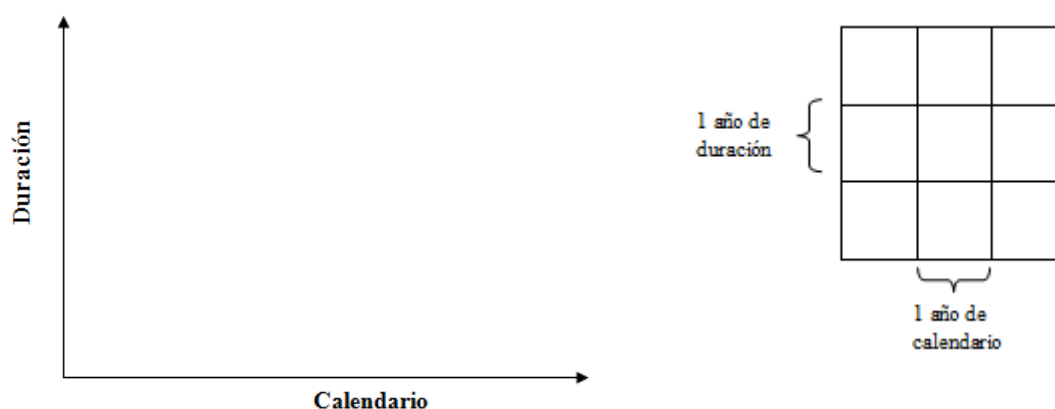 Duración
Calendario
1 año de
duración
1 año de
calendario